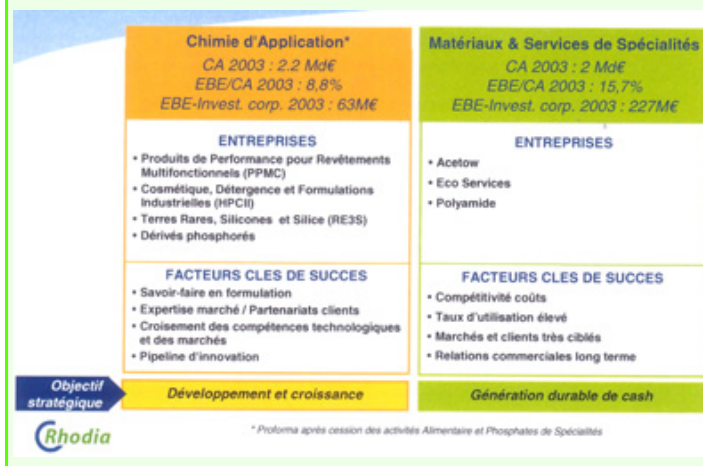 Chimie d'Application*
CA 2003 : 2.2 Md€
EBE/CA 2003 : 8,8%
EBE-Invest. corp. 2003 : 63M€
ENTREPRISES
• Produits de Performance pour Revêtements
Multifonctionnels (PPMC)
• Cosmétique, Détergence et Formulations
Industrielles (HPCII)
• Terres Rares, Silicones et Silice (RE3S)
• Dérivés phosphorés
FACTEURS CLES DE SUCCES
• Savoir-faire en formulation
• Expertise marché / Partenariats clients
• Croisement des compétences technologiques
et des marchés
• Pipeline d'innovation
Matériaux & Services de Spécialités
CA 2003 : 2 Md€
EBE/CA 2003 : 15,7%
EBE-Invest. corp. 2003 : 227M€
ENTREPRISES
• Acetow
• Eco Services
• Polyamide
FACTEURS CLES DE SUCCES
• Compétitivité coûts
• Taux d'utilisation élevé
• Marchés et clients très ciblés
• Relations commerciales long terme
Objectif
stratégique
Développement et croissance
Génération durable de cash
Rhodia
* Proforma après cession des activités Alimentaire et Phosphates de Spécialités